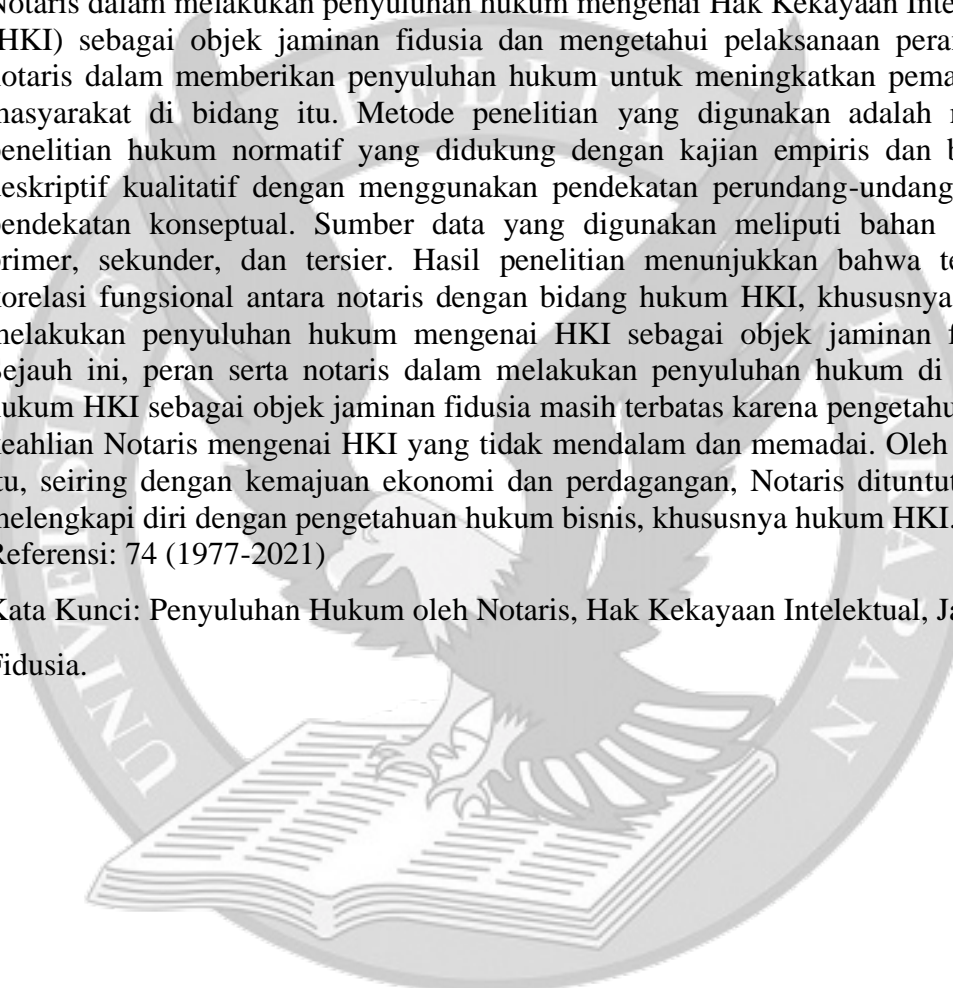 Notaris dalam melakukan penyuluhan hukum mengenai Hak Kekayaan Intel
(HKI) sebagai objek jaminan fidusia dan mengetahui pelaksanaan peran
notaris dalam memberikan penyuluhan hukum untuk meningkatkan pema
masyarakat di bidang itu. Metode penelitian yang digunakan adalah
penelitian hukum normatif yang didukung dengan kajian empiris dan
deskriptif kualitatif dengan menggunakan pendekatan perundang-undang
pendekatan konseptual. Sumber data yang digunakan meliputi bahan
primer, sekunder, dan tersier. Hasil penelitian menunjukkan bahwa te
korelasi fungsional antara notaris dengan bidang hukum HKI, khususnya
melakukan penyuluhan hukum mengenai HKI sebagai objek jaminan f
Sejauh ini, peran serta notaris dalam melakukan penyuluhan hukum di
hukum HKI sebagai objek jaminan fidusia masih terbatas karena pengetahu
keahlian Notaris mengenai HKI yang tidak mendalam dan memadai. Oleh
itu, seiring dengan kemajuan ekonomi dan perdagangan, Notaris dituntut
melengkapi diri dengan pengetahuan hukum bisnis, khususnya hukum HKI.
Referensi: 74 (1977-2021)
Kata Kunci: Penyuluhan Hukum oleh Notaris, Hak Kekayaan Intelektual, Ja
Fidusia.
UNIVERSITAS PELITA HARAPAN